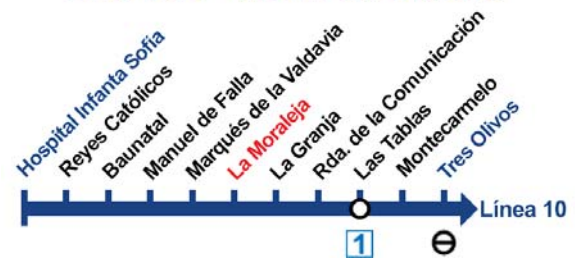 Hospital Infanta Sofía
Reyes Católicos
Baunatal
Manuel de Falla
Marqués de la Valdavia
La Moraleja
La Granja
Rda. de la Comunicación
Las Tablas
Montecarmelo
Tres Olivos
Línea 10
1